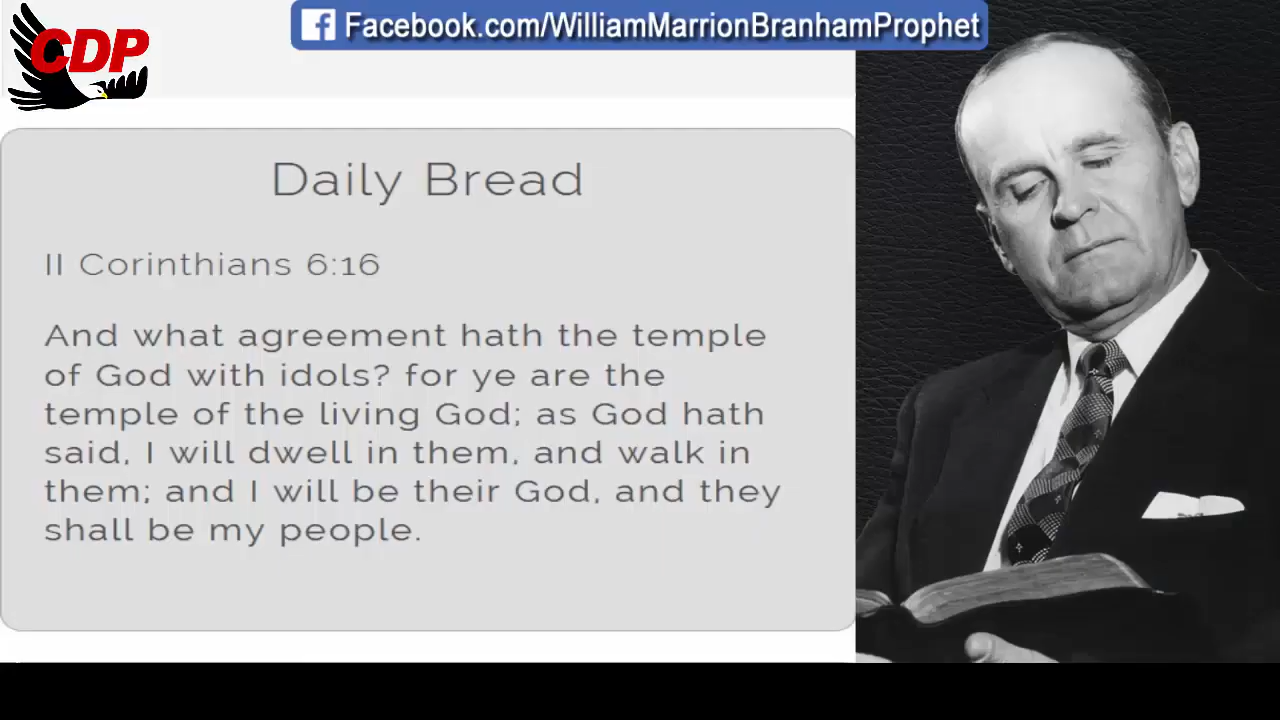 CDP
Facebook.com/WilliamMarrionBranhamProphet
Daily Bread
II Corinthians 6:16
And what agreement hath the temple
of God with idols? for ye are the
temple of the living God; as God hath
said, I will dwell in them, and walk in
them; and I will be their God, and they
shall be my people.